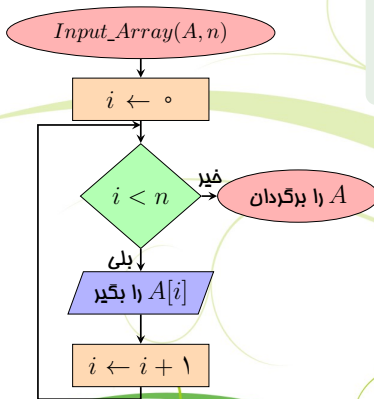 Input_Array(A, n)
i ← ۰
i < n
خیر
A را برگردان
بلی
A[i] را بگیر
i ← i + ۱